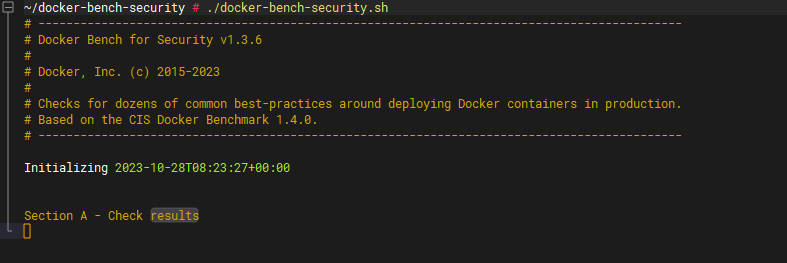 ~/docker-bench-security # ./docker-bench-security.sh
# --------------------------------------------------------------------------------------------
# Docker Bench for Security v1.3.6
#
# Docker, Inc. (c) 2015-2023
#
# Checks for dozens of common best-practices around deploying Docker containers in production.
# Based on the CIS Docker Benchmark 1.4.0.
# --------------------------------------------------------------------------------------------
Initializing 2023-10-28T08:23:27+00:00
Section A - Check results